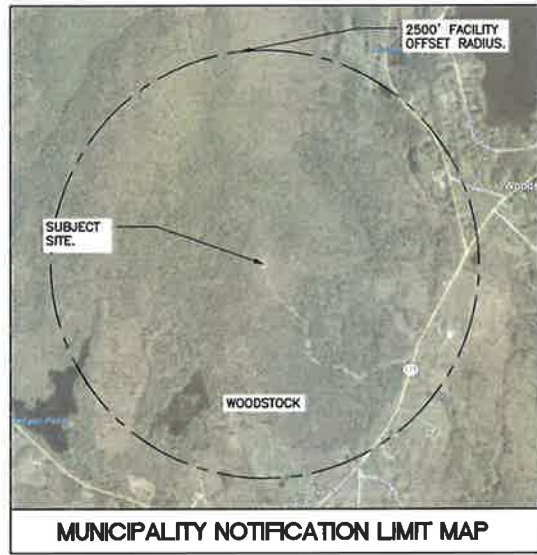 2500' FACILITY
OFFSET RADIUS.
SUBJECT
SITE.
WOODSTOCK
MUNICIPALITY NOTIFICATION LIMIT MAP